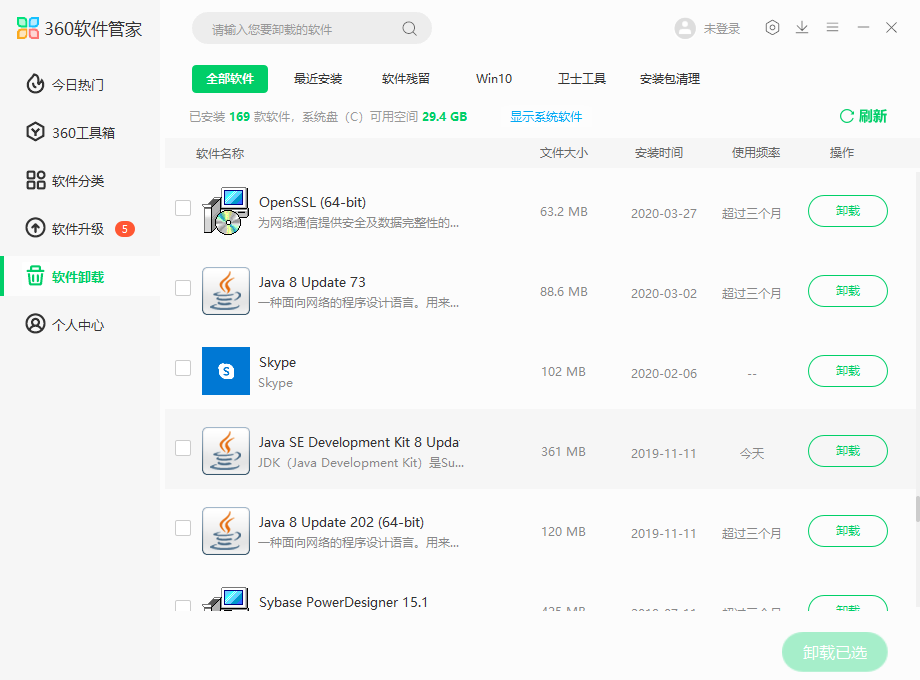 360软件管家
请输入您要卸载的软件
未登录
今日热门
360工具箱
软件分类
软件升级 5
软件卸载
个人中心
全部软件 最近安装 软件残留 Win10 卫士工具 安装包清理
已安装 169 款软件，系统盘（C）可用空间 29.4 GB 显示系统软件 刷新
软件名称 文件大小 安装时间 使用频率 操作
OpenSSL (64-bit)
为网络通信提供安全及数据完整性的...
63.2 MB 2020-03-27 超过三个月 卸载
Java 8 Update 73
一种面向网络的程序设计语言。用来...
88.6 MB 2020-03-02 超过三个月 卸载
Skype
Skype
102 MB 2020-02-06 -- 卸载
Java SE Development Kit 8 Upda
JDK（Java Development Kit）是Su...
361 MB 2019-11-11 今天 卸载
Java 8 Update 202 (64-bit)
一种面向网络的程序设计语言。用来...
120 MB 2019-11-11 超过三个月 卸载
Sybase PowerDesigner 15.1
超过三个月 卸载
卸载已选